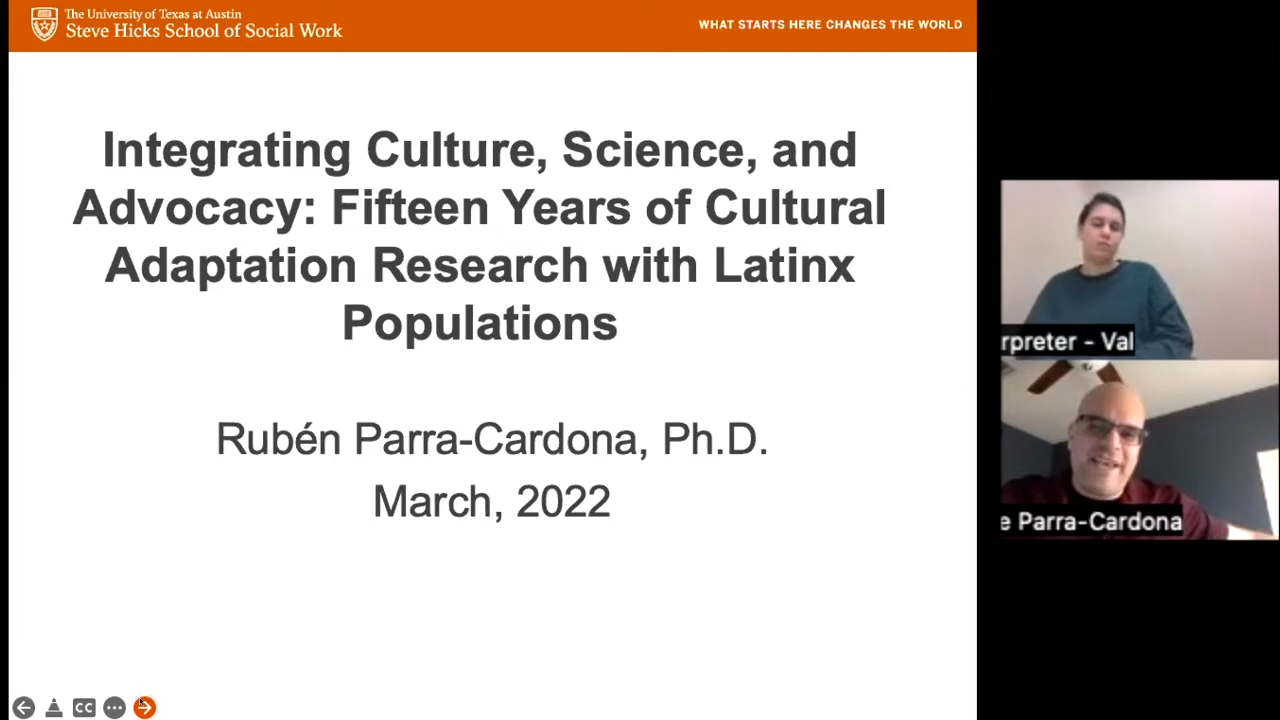 The University of Texas at Austin
Steve Hicks School of Social Work
WHAT STARTS HERE CHANGES THE WORLD
Integrating Culture, Science, and
Advocacy: Fifteen Years of Cultural
Adaptation Research with Latinx
Populations
Rubén Parra-Cardona, Ph.D.
March, 2022
rpreter - Val
e Parra-Cardona
CC